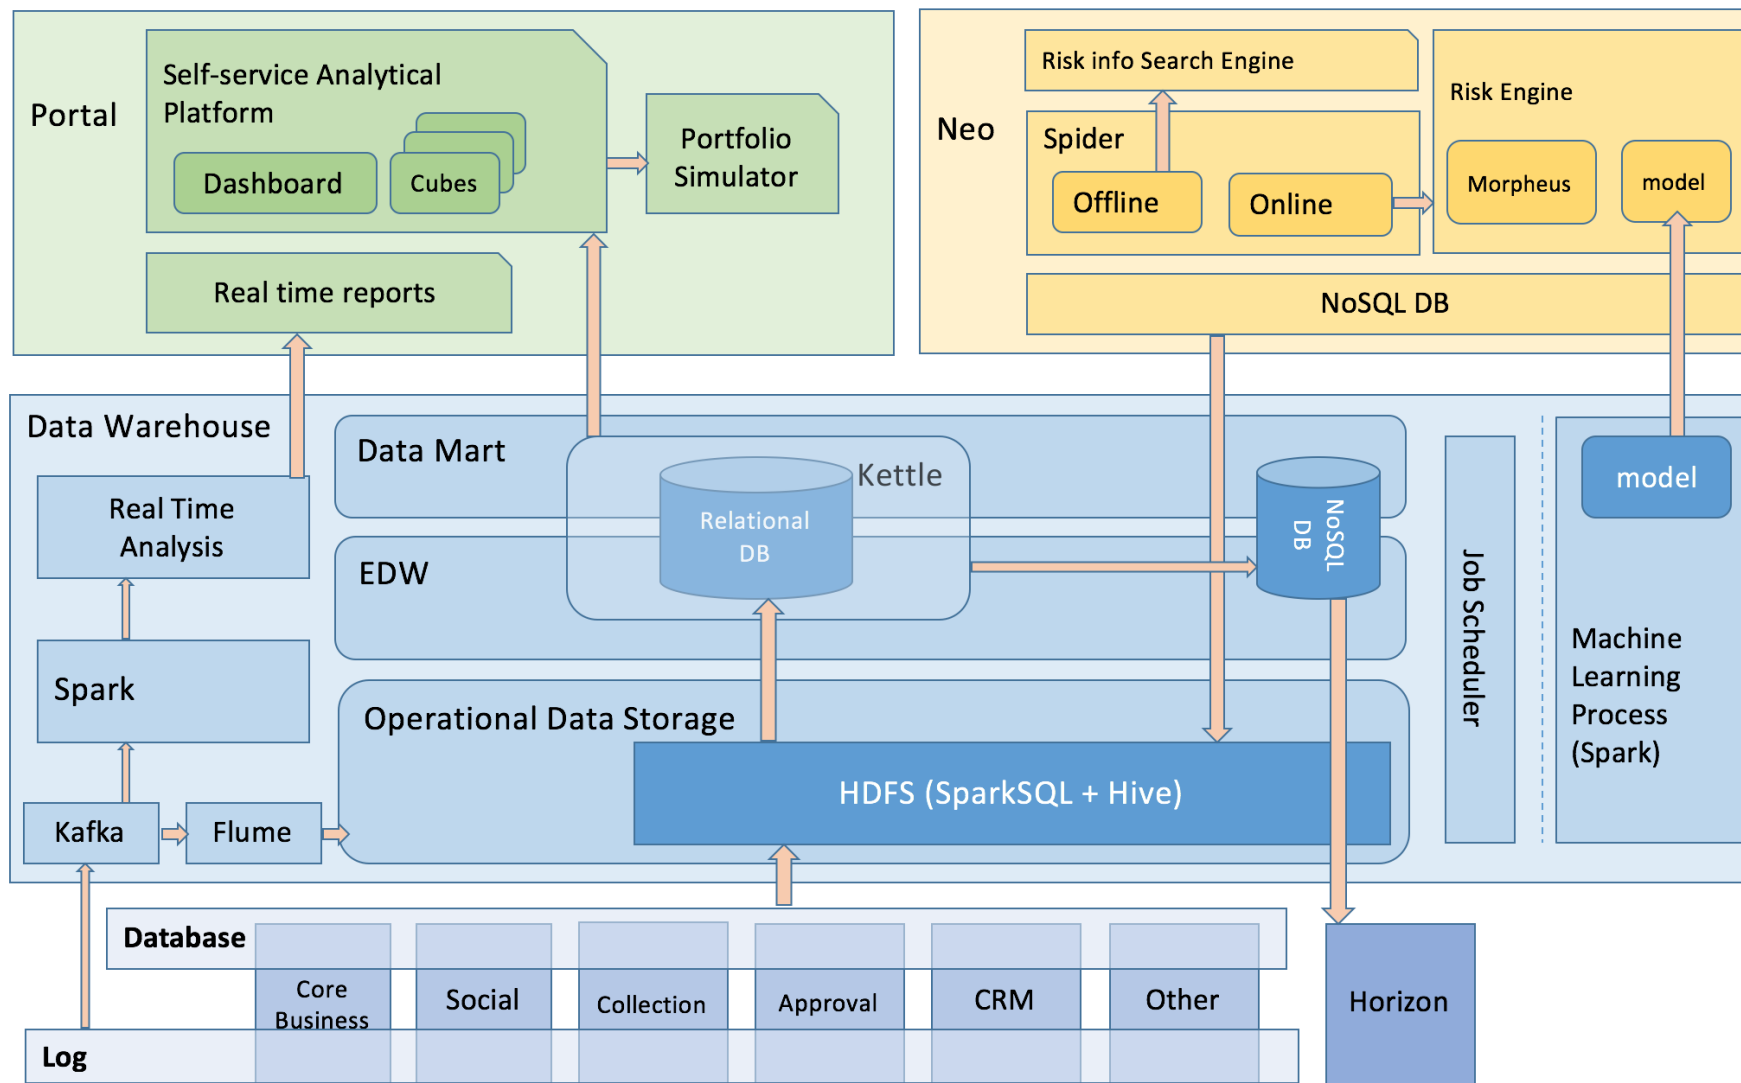 Portal
Self-service Analytical
Platform
Dashboard
Cubes
Portfolio
Simulator
Real time reports
Neo
Risk info Search Engine
Spider
Offline
Online
Risk Engine
Morpheus
model
NoSQL DB
Data Warehouse
Data Mart
Kettle
Relational
DB
NoSQL
DB
EDW
Real Time
Analysis
Spark
Operational Data Storage
HDFS (SparkSQL + Hive)
Kafka
Flume
Job Scheduler
model
Machine
Learning
Process
(Spark)
Database
Core
Business
Social
Collection
Approval
CRM
Other
Horizon
Log